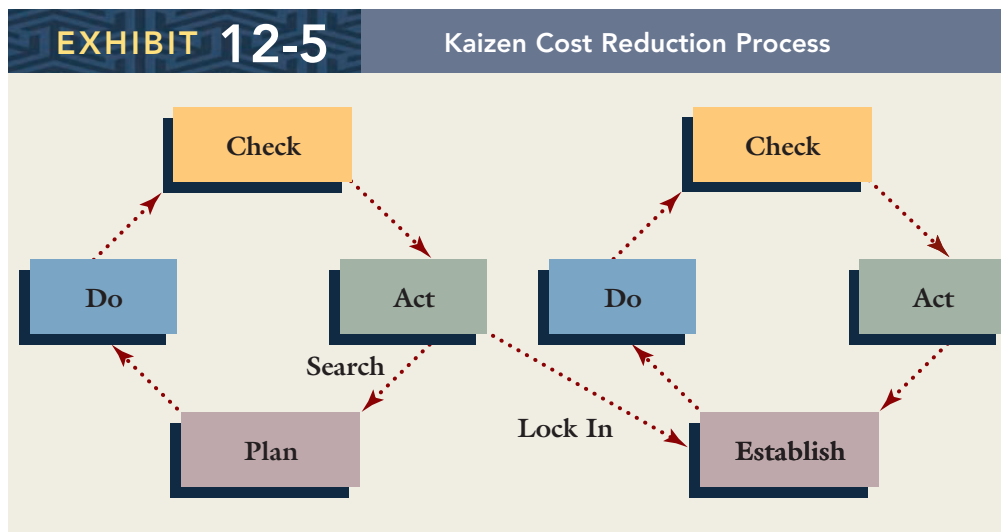 EXHIBIT 12-5 Kaizen Cost Reduction Process
Check Check
Do Act Do Act
Search
Lock In
Plan Establish